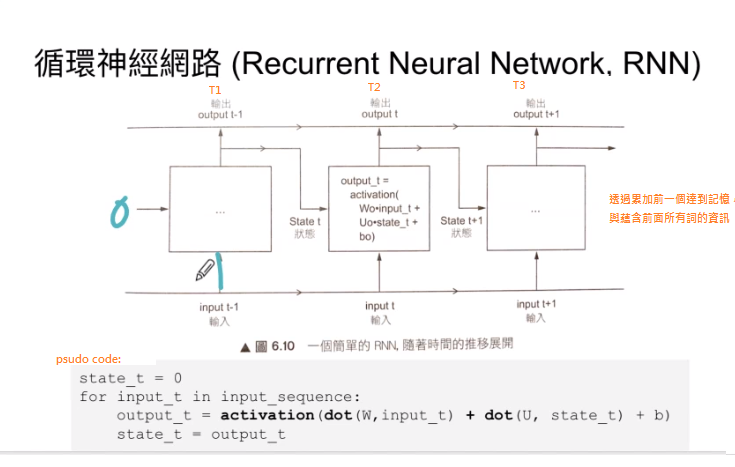 循環神經網路 (Recurrent Neural Network, RNN)
T1
T2
T3
輸出
output t-1
輸出
output t
輸出
output t+1
...
output_t =
activation(
Wo•input_t +
Uo•state_t +
bo)
...
0
State t
狀態
State t+1
狀態
透過累加前一個達到記憶
與蘊含前面所有詞的資訊
input t-1
輸入
input t
輸入
input t+1
輸入
▲ 圖 6.10 一個簡單的 RNN, 隨著時間的推移展開
psudo code:
state_t = 0
for input_t in input_sequence:
output_t = activation(dot(W,input_t) + dot(U, state_t) + b)
state_t = output_t